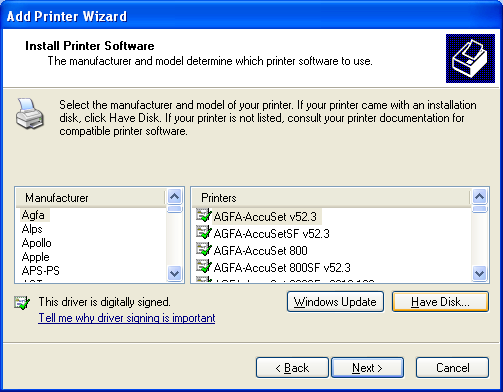 Add Printer Wizard
Install Printer Software
The manufacturer and model determine which printer software to use.
Select the manufacturer and model of your printer. If your printer came with an installation
disk, click Have Disk. If your printer is not listed, consult your printer documentation for
compatible printer software.
Manufacturer
Agfa
Alps
Apollo
Apple
APS-PS
Printers
AGFA-AccuSet v52.3
AGFA-AccuSetSF v52.3
AGFA-AccuSet 800
AGFA-AccuSet 800SF v52.3
This driver is digitally signed.
Tell me why driver signing is important
Windows Update
Have Disk...
< Back
Next >
Cancel